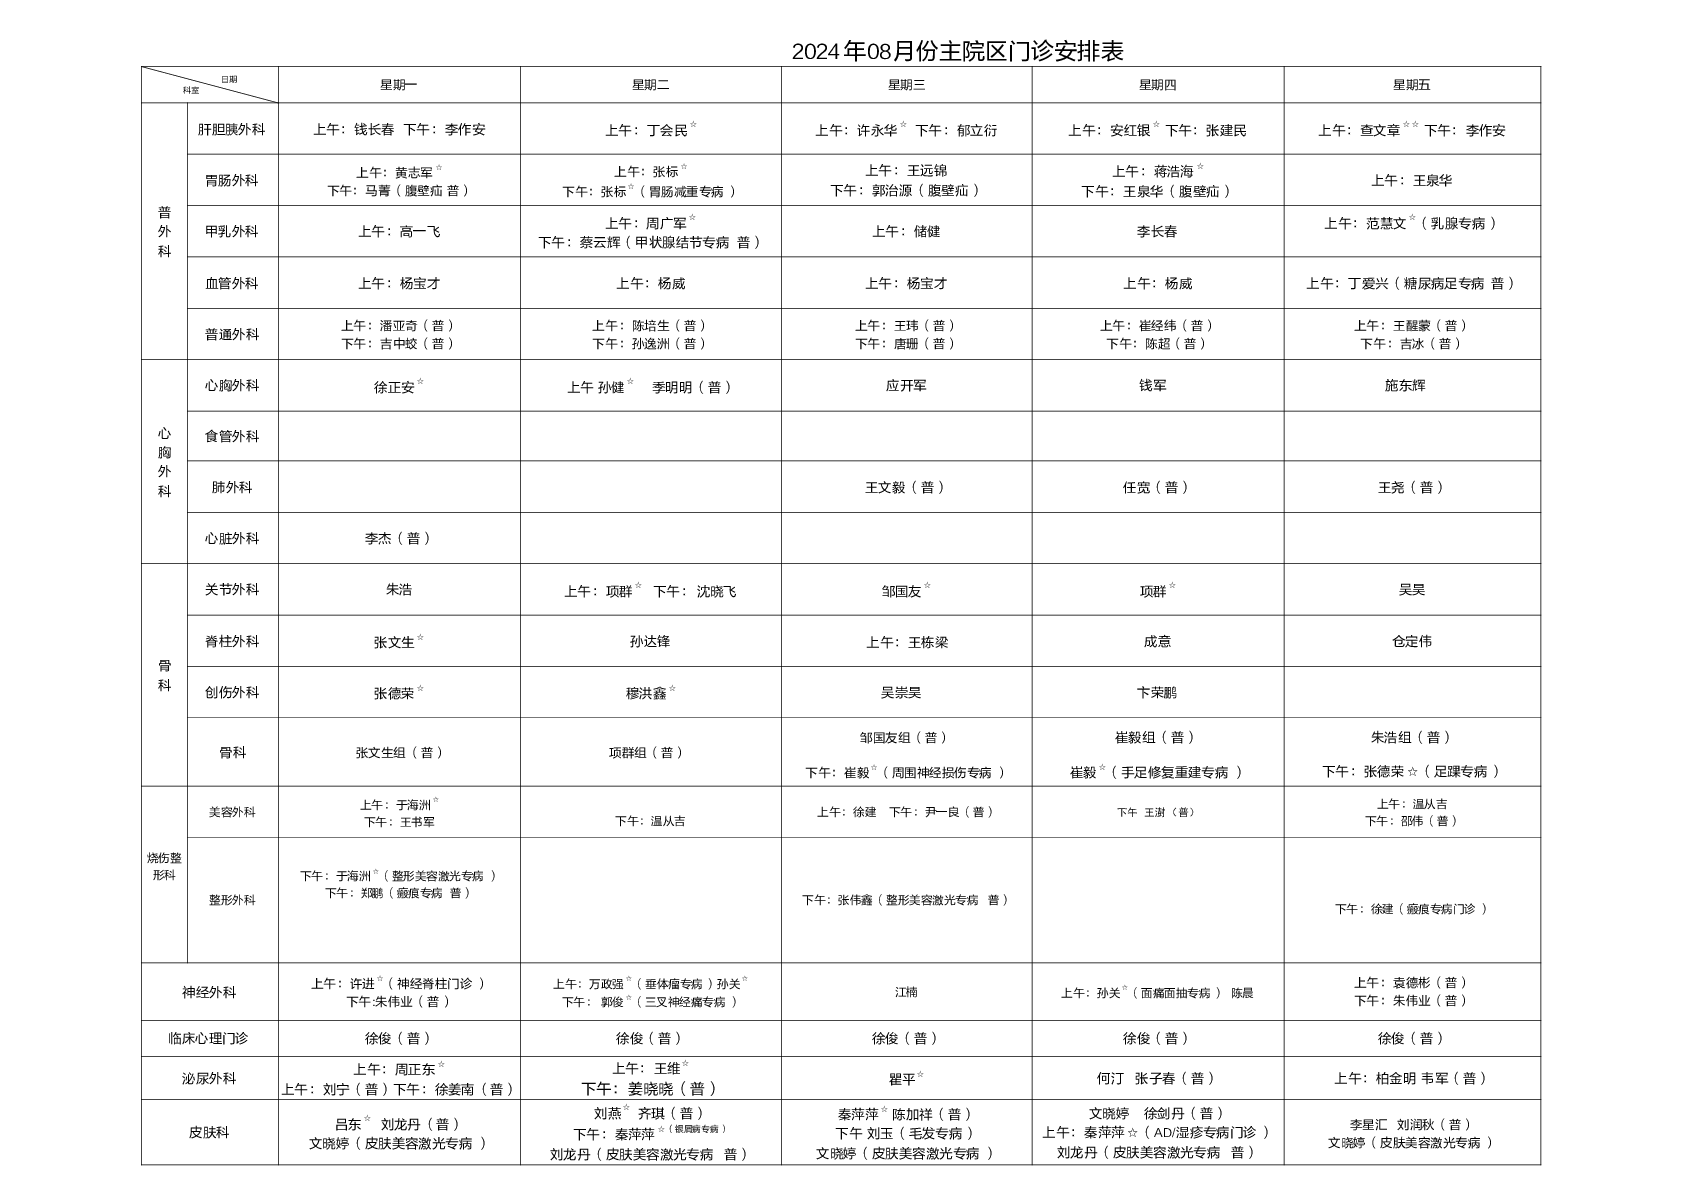 2024年08月份主院区门诊安排表
日期
科室
星期一
星期二
星期三
星期四
星期五
普外科
肝胆胰外科
上午：钱长春 下午：李作安
上午：丁会民☆
上午：许永华☆ 下午：郁立衍
上午：安红银☆ 下午：张建民
上午：查文章☆☆ 下午：李作安
胃肠外科
上午：黄志军☆
下午：马菁（腹壁疝 普）
上午：张标☆
下午：张标☆（胃肠减重专病）
上午：王远锦
下午：郭治源（腹壁疝）
上午：蒋浩海☆
下午：王泉华（腹壁疝）
上午：王泉华
甲乳外科
上午：高一飞
上午：周广军☆
下午：蔡云辉（甲状腺结节专病 普）
上午：储健
李长春
上午：范慧文☆（乳腺专病）
血管外科
上午：杨宝才
上午：杨威
上午：杨宝才
上午：杨威
上午：丁爱兴（糖尿病足专病 普）
普通外科
上午：潘亚奇（普）
下午：吉中蛟（普）
上午：陈培生（普）
下午：孙逸洲（普）
上午：王玮（普）
下午：唐珊（普）
上午：崔经纬（普）
下午：陈超（普）
上午：王醒蒙（普）
下午：吉冰（普）
心胸外科
心胸外科
徐正安☆
上午 孙健☆ 季明明（普）
应开军
钱军
施东辉
食管外科
肺外科
王文毅（普）
任宽（普）
王尧（普）
心脏外科
李杰（普）
骨科
关节外科
朱浩
上午：项群☆ 下午：沈晓飞
邹国友☆
项群☆
吴昊
脊柱外科
张文生☆
孙达锋
上午：王栋梁
成意
仓定伟
创伤外科
张德荣☆
穆洪鑫☆
吴崇昊
卞荣鹏
骨科
张文生组（普）
项群组（普）
邹国友组（普）
下午：崔毅☆（周围神经损伤专病）
崔毅组（普）
崔毅☆（手足修复重建专病）
朱浩组（普）
下午：张德荣☆（足踝专病）
烧伤整
形科
美容外科
上午：于海洲☆
下午：王书军
下午：温从吉
上午：徐建 下午：尹一良（普）
下午 王澍（普）
上午：温从吉
下午：邵伟（普）
整形外科
下午：于海洲☆（整形美容激光专病）
下午：郑鹏（瘢痕专病 普）
下午：张伟鑫（整形美容激光专病 普）
下午：徐建（瘢痕专病门诊）
神经外科
上午：许进☆（神经脊柱门诊）
下午:朱伟业（普）
上午：万政强☆（垂体瘤专病）孙关☆
下午：郭俊☆（三叉神经痛专病）
江楠
上午：孙关☆（面痛面抽专病） 陈晨
上午：袁德彬（普）
下午：朱伟业（普）
临床心理门诊
徐俊（普）
徐俊（普）
徐俊（普）
徐俊（普）
徐俊（普）
泌尿外科
上午：周正东☆
上午：刘宁（普）下午：徐姜南（普）
上午：王维☆
下午：姜晓晓（普）
瞿平☆
何汀 张子春（普）
上午：柏金明 韦军（普）
皮肤科
吕东☆ 刘龙丹（普）
文晓婷（皮肤美容激光专病）
刘燕☆ 齐琪（普）
下午：秦萍萍☆（银屑病专病）
刘龙丹（皮肤美容激光专病 普）
秦萍萍☆ 陈加祥（普）
下午 刘玉（毛发专病）
文晓婷（皮肤美容激光专病）
文晓婷 徐剑丹（普）
上午：秦萍萍☆（AD/湿疹专病门诊）
刘龙丹（皮肤美容激光专病 普）
李星汇 刘润秋（普）
文晓婷（皮肤美容激光专病）